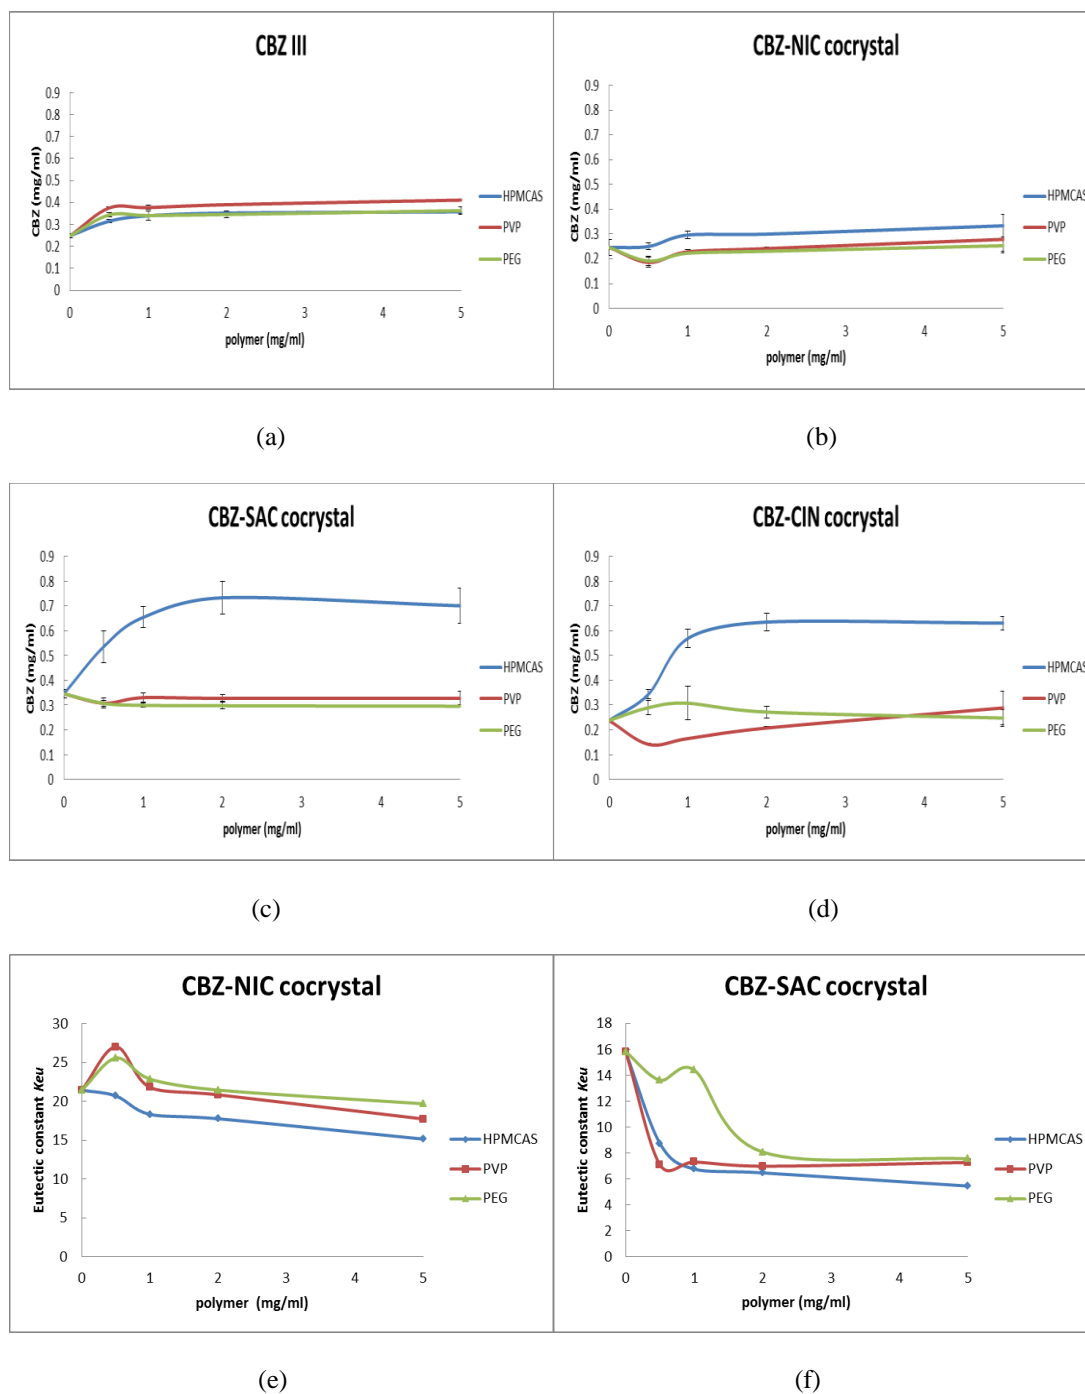 CBZ III
0.9
0.8
0.7
0.6
0.5
0.4
0.3
0.2
0.1
0
CBZ (mg/ml)
0 1 2 3 4 5
polymer (mg/ml)
HPMCAS
PVP
PEG
(a)
CBZ-NIC cocrystal
0.9
0.8
0.7
0.6
0.5
0.4
0.3
0.2
0.1
0
CBZ (mg/ml)
0 1 2 3 4 5
polymer (mg/ml)
HPMCAS
PVP
PEG
(b)
CBZ-SAC cocrystal
0.9
0.8
0.7
0.6
0.5
0.4
0.3
0.2
0.1
0
CBZ (mg/ml)
0 1 2 3 4 5
polymer (mg/ml)
HPMCAS
PVP
PEG
(c)
CBZ-CIN cocrystal
0.9
0.8
0.7
0.6
0.5
0.4
0.3
0.2
0.1
0
CBZ (mg/ml)
0 1 2 3 4 5
polymer (mg/ml)
HPMCAS
PVP
PEG
(d)
CBZ-NIC cocrystal
30
25
20
15
10
5
0
Eutectic constant Keu
0 1 2 3 4 5
polymer (mg/ml)
HPMCAS
PVP
PEG
(e)
CBZ-SAC cocrystal
18
16
14
12
10
8
6
4
2
0
Eutectic constant Keu
0 1 2 3 4 5
polymer (mg/ml)
HPMCAS
PVP
PEG
(f)